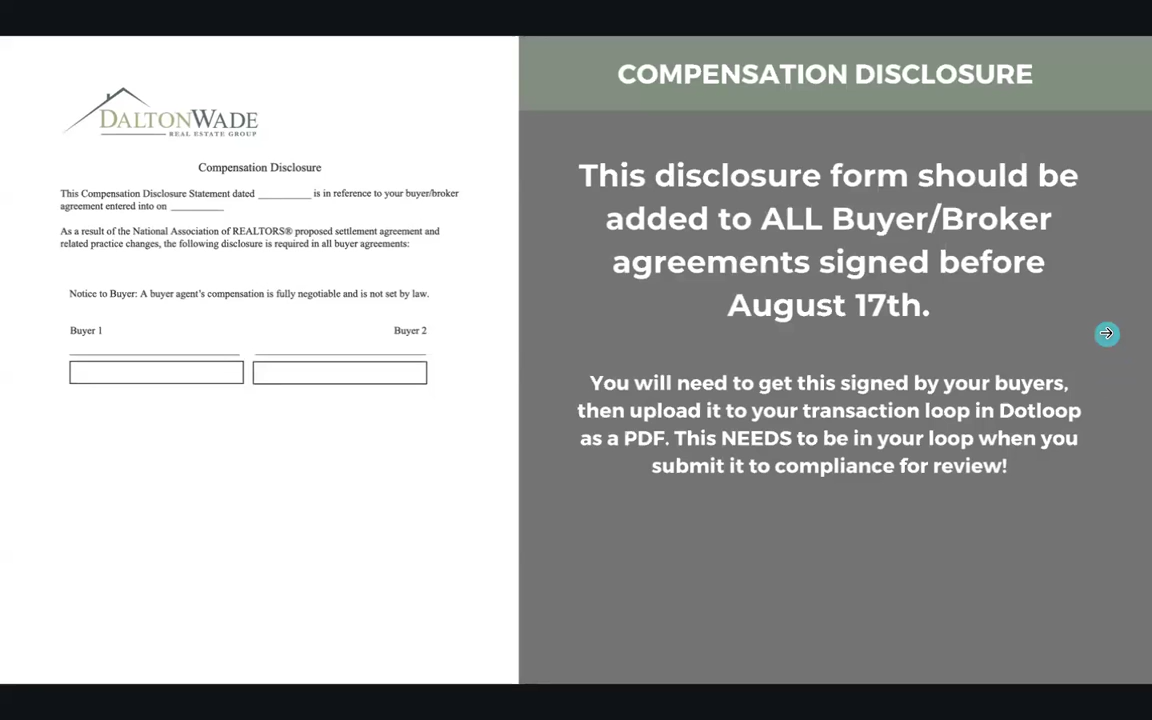 DALTONWADE
REAL ESTATE GROUP
Compensation Disclosure
This Compensation Disclosure Statement dated __________ is in reference to your buyer/broker
agreement entered into on __________
As a result of the National Association of REALTORS® proposed settlement agreement and
related practice changes, the following disclosure is required in all buyer agreements:
Notice to Buyer: A buyer agent's compensation is fully negotiable and is not set by law.
Buyer 1 Buyer 2
COMPENSATION DISCLOSURE
This disclosure form should be
added to ALL Buyer/Broker
agreements signed before
August 17th.
You will need to get this signed by your buyers,
then upload it to your transaction loop in Dotloop
as a PDF. This NEEDS to be in your loop when you
submit it to compliance for review!